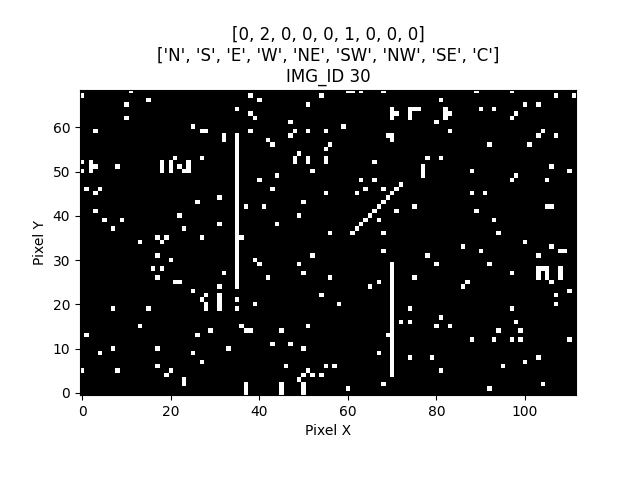 [0, 2, 0, 0, 0, 1, 0, 0, 0]
['N', 'S', 'E', 'W', 'NE', 'SW', 'NW', 'SE', 'C']
IMG_ID 30
60
50
40
30
20
10
0
Pixel Y
0 20 40 60 80 100
Pixel X